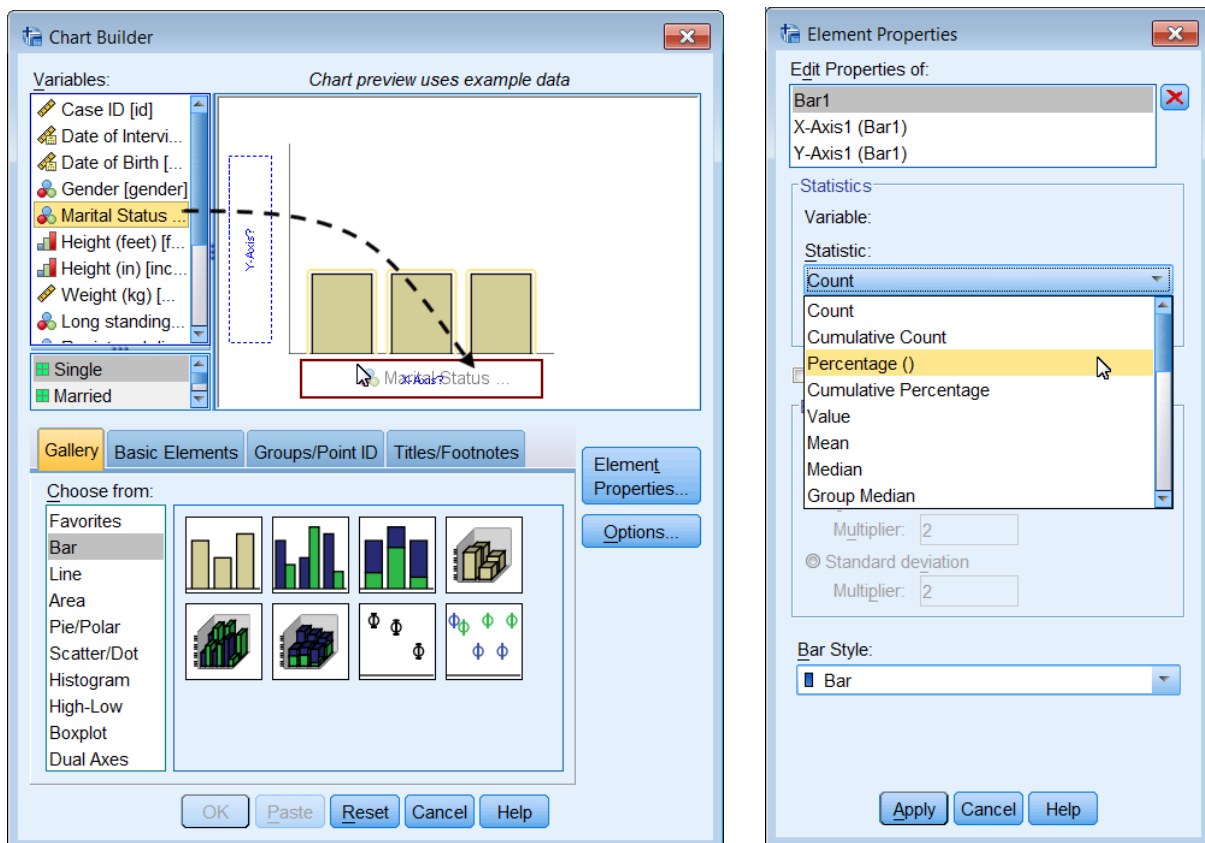 Chart Builder
Variables:
Chart preview uses example data
Case ID [id]
Date of Intervi...
Date of Birth [...
Gender [gender]
Marital Status ...
Height (feet) [f...
Height (in) [inc...
Weight (kg) [...
Long standing...
Single
Married
Y-Axis?
Marital Status ...
X-Axis?
Gallery
Basic Elements
Groups/Point ID
Titles/Footnotes
Choose from:
Favorites
Bar
Line
Area
Pie/Polar
Scatter/Dot
Histogram
High-Low
Boxplot
Dual Axes
Element
Properties...
Options...
OK
Paste
Reset
Cancel
Help
Element Properties
Edit Properties of:
Bar1
X-Axis1 (Bar1)
Y-Axis1 (Bar1)
Statistics
Variable:
Statistic:
Count
Count
Cumulative Count
Percentage ()
Cumulative Percentage
Value
Mean
Median
Group Median
Multiplier: 2
Standard deviation
Multiplier: 2
Bar Style:
Bar
Apply
Cancel
Help